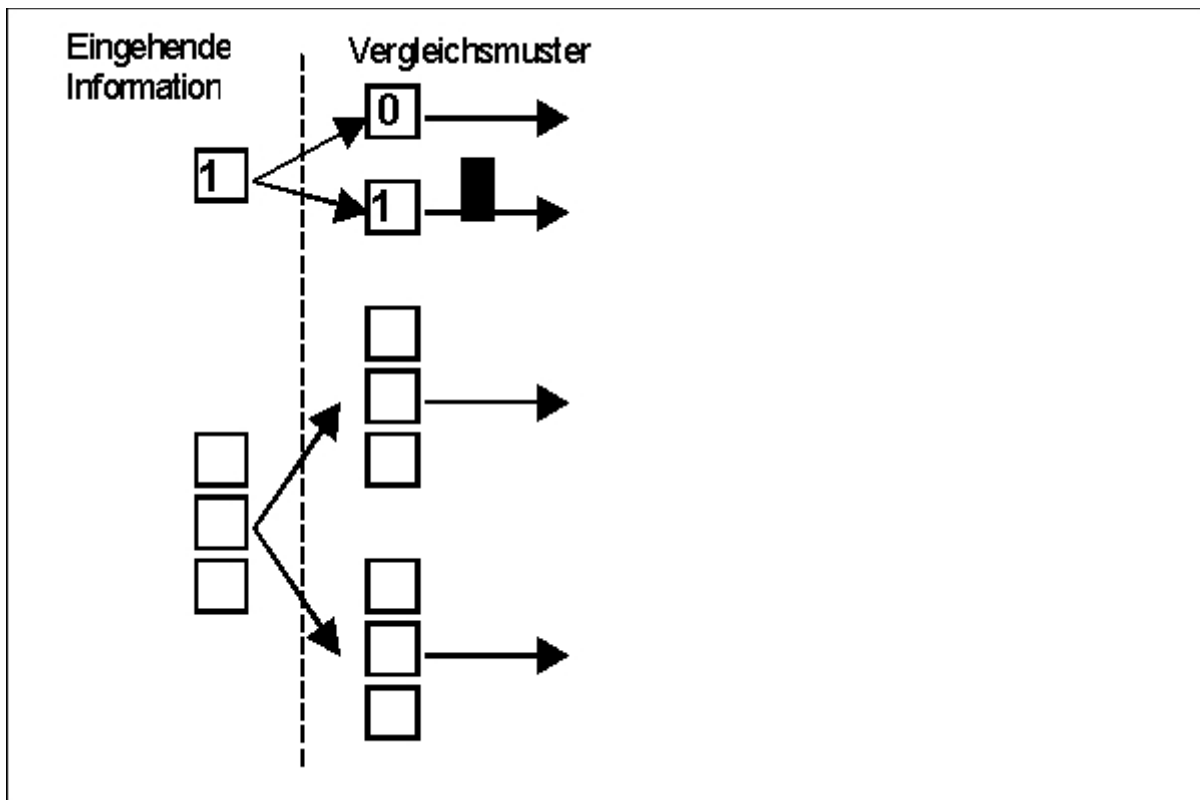 Eingehende
Information
Vergleichsmuster
0
1
1